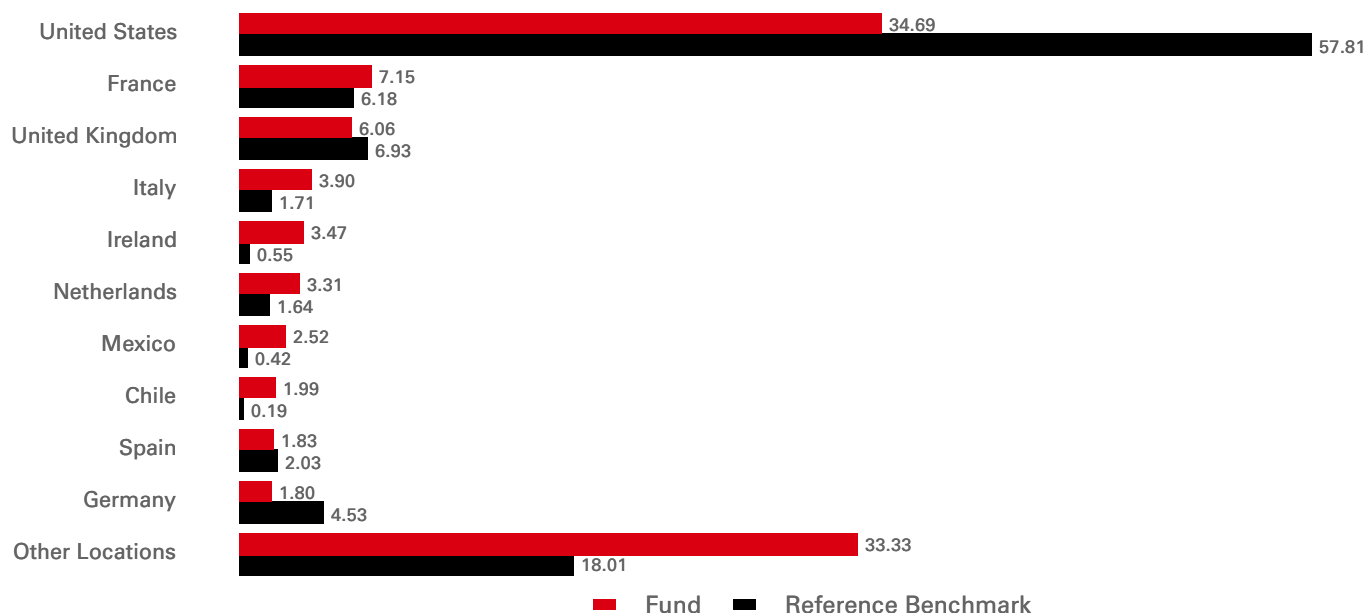 United States
34.69
57.81
France
7.15
6.18
United Kingdom
6.06
6.93
Italy
3.90
1.71
Ireland
3.47
0.55
Netherlands
3.31
1.64
Mexico
2.52
0.42
Chile
1.99
0.19
Spain
1.83
2.03
Germany
1.80
4.53
Other Locations
33.33
18.01
Fund Reference Benchmark